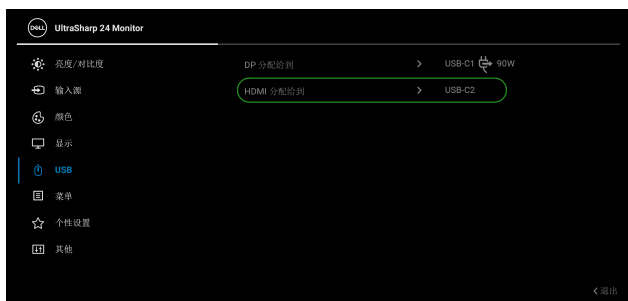 DELL UltraSharp 24 Monitor
亮度/对比度 DP 分配给到 > USB-C1 90W
输入源 HDMI 分配给到 > USB-C2
颜色
显示
USB
菜单
个性设置
其他
退出